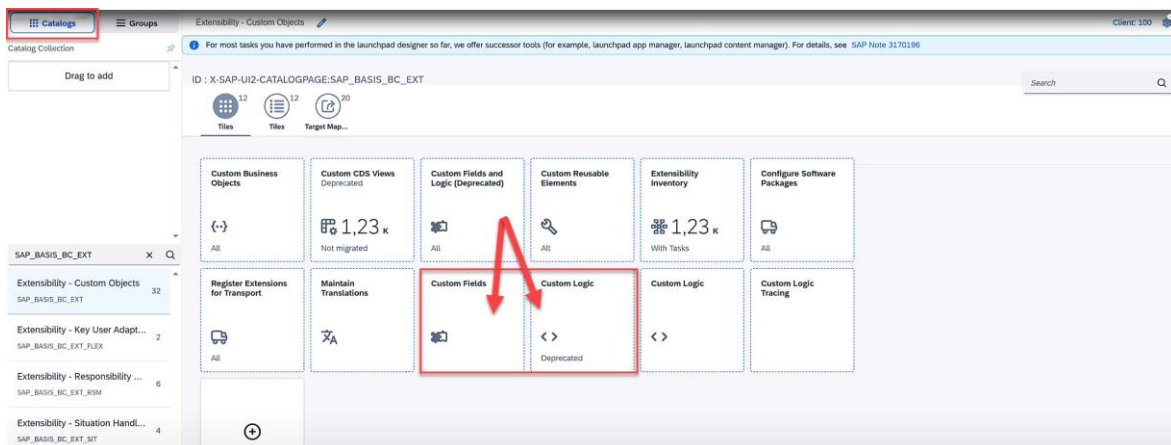 Catalogs
Groups
Extensibility - Custom Objects
Client: 100
Catalog Collection
For most tasks you have performed in the launchpad designer so far, we offer successor tools (for example, launchpad app manager, launchpad content manager). For details, see SAP Note 3170196
Drag to add
ID : X-SAP-UI2-CATALOGPAGE:SAP_BASIS_BC_EXT
Search
12
12
20
Tiles
Tiles
Target Map...
Custom Business
Objects
All
Custom CDS Views
Deprecated
1,23 K
Not migrated
Custom Fields and
Logic (Deprecated)
All
Custom Reusable
Elements
All
Extensibility
Inventory
1,23 K
With Tasks
Configure Software
Packages
All
SAP_BASIS_BC_EXT
Extensibility - Custom Objects
32
SAP_BASIS_BC_EXT
Extensibility - Key User Adapt...
2
SAP_BASIS_BC_EXT_FLEX
Extensibility - Responsibility ...
6
SAP_BASIS_BC_EXT_RSM
Extensibility - Situation Handl...
4
SAP_BASIS_BC_EXT_SIT
Register Extensions
for Transport
All
Maintain
Translations
Custom Fields
Custom Logic
Deprecated
Custom Logic
Custom Logic
Tracing